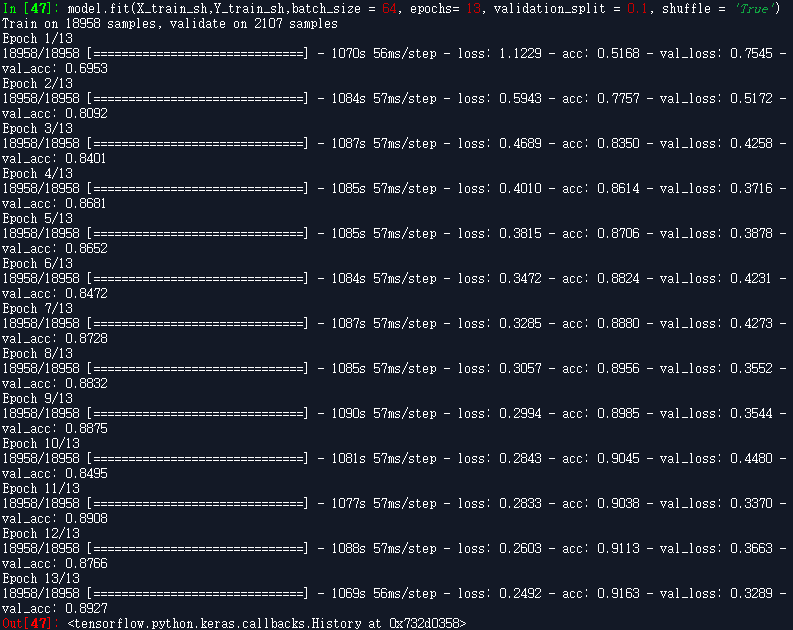 In [47]: model.fit(X_train_sh,Y_train_sh,batch_size = 64, epochs= 13, validation_split = 0.1, shuffle = 'True')
Train on 18958 samples, validate on 2107 samples
Epoch 1/13
18958/18958 [==============================] - 1070s 56ms/step - loss: 1.1229 - acc: 0.5168 - val_loss: 0.7545 -
val_acc: 0.6953
Epoch 2/13
18958/18958 [==============================] - 1084s 57ms/step - loss: 0.5943 - acc: 0.7757 - val_loss: 0.5172 -
val_acc: 0.8092
Epoch 3/13
18958/18958 [==============================] - 1087s 57ms/step - loss: 0.4689 - acc: 0.8350 - val_loss: 0.4258 -
val_acc: 0.8401
Epoch 4/13
18958/18958 [==============================] - 1085s 57ms/step - loss: 0.4010 - acc: 0.8614 - val_loss: 0.3716 -
val_acc: 0.8681
Epoch 5/13
18958/18958 [==============================] - 1085s 57ms/step - loss: 0.3815 - acc: 0.8706 - val_loss: 0.3878 -
val_acc: 0.8652
Epoch 6/13
18958/18958 [==============================] - 1084s 57ms/step - loss: 0.3472 - acc: 0.8824 - val_loss: 0.4231 -
val_acc: 0.8472
Epoch 7/13
18958/18958 [==============================] - 1087s 57ms/step - loss: 0.3285 - acc: 0.8880 - val_loss: 0.4273 -
val_acc: 0.8728
Epoch 8/13
18958/18958 [==============================] - 1085s 57ms/step - loss: 0.3057 - acc: 0.8956 - val_loss: 0.3552 -
val_acc: 0.8832
Epoch 9/13
18958/18958 [==============================] - 1090s 57ms/step - loss: 0.2994 - acc: 0.8985 - val_loss: 0.3544 -
val_acc: 0.8875
Epoch 10/13
18958/18958 [==============================] - 1081s 57ms/step - loss: 0.2843 - acc: 0.9045 - val_loss: 0.4480 -
val_acc: 0.8495
Epoch 11/13
18958/18958 [==============================] - 1077s 57ms/step - loss: 0.2833 - acc: 0.9038 - val_loss: 0.3370 -
val_acc: 0.8908
Epoch 12/13
18958/18958 [==============================] - 1088s 57ms/step - loss: 0.2603 - acc: 0.9113 - val_loss: 0.3663 -
val_acc: 0.8766
Epoch 13/13
18958/18958 [==============================] - 1069s 56ms/step - loss: 0.2492 - acc: 0.9163 - val_loss: 0.3289 -
val_acc: 0.8927
Out[47]: <tensorflow.python.keras.callbacks.History at 0x732d0358>